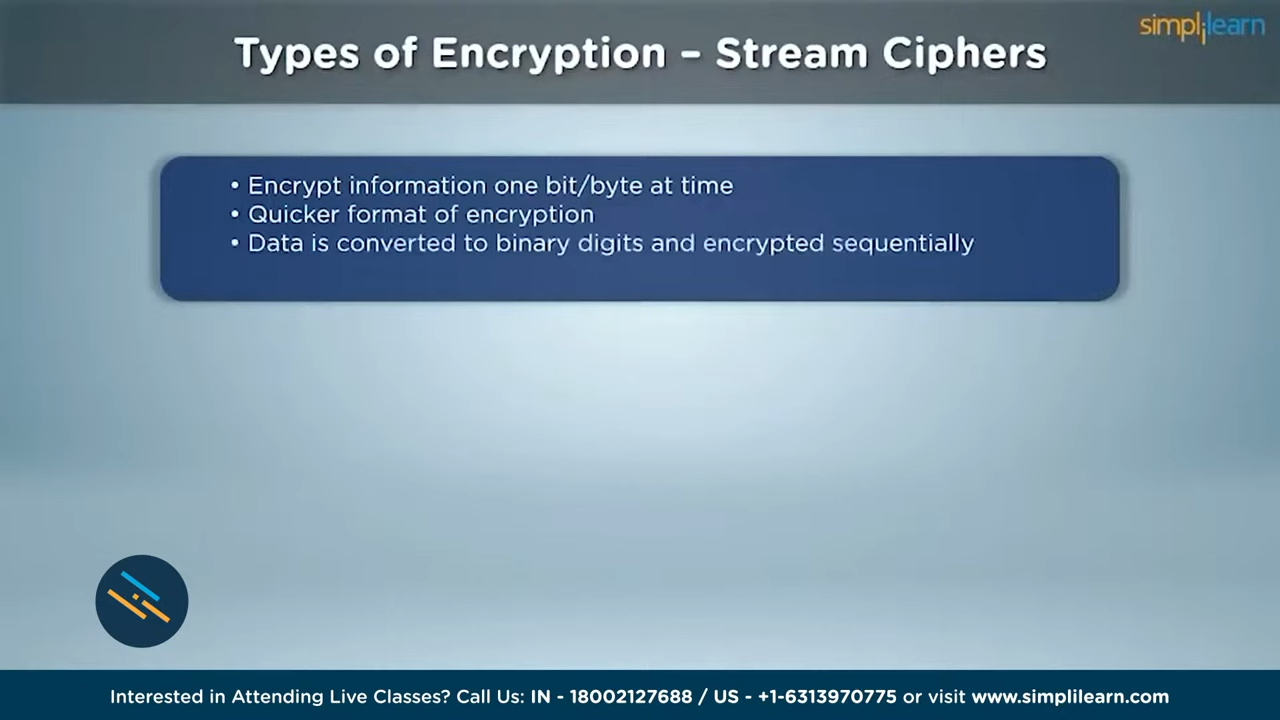 simplilearn
Types of Encryption – Stream Ciphers
• Encrypt information one bit/byte at time
• Quicker format of encryption
• Data is converted to binary digits and encrypted sequentially
Interested in Attending Live Classes? Call Us: IN - 18002127688 / US - +1-6313970775 or visit www.simplilearn.com